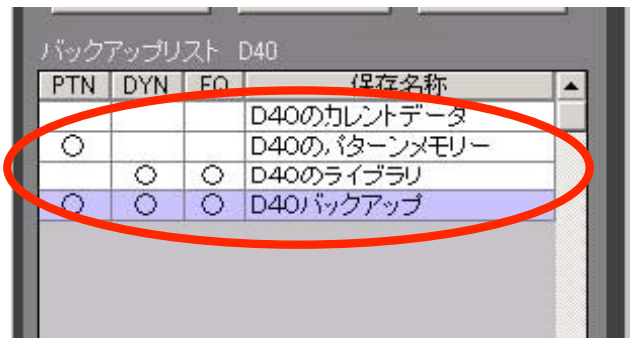 バックアップリスト D40
PTN DYN EQ 保存名称
D40のカレントデータ
○ D40のパターンメモリー
○ ○ D40のライブラリ
○ ○ ○ D40バックアップ